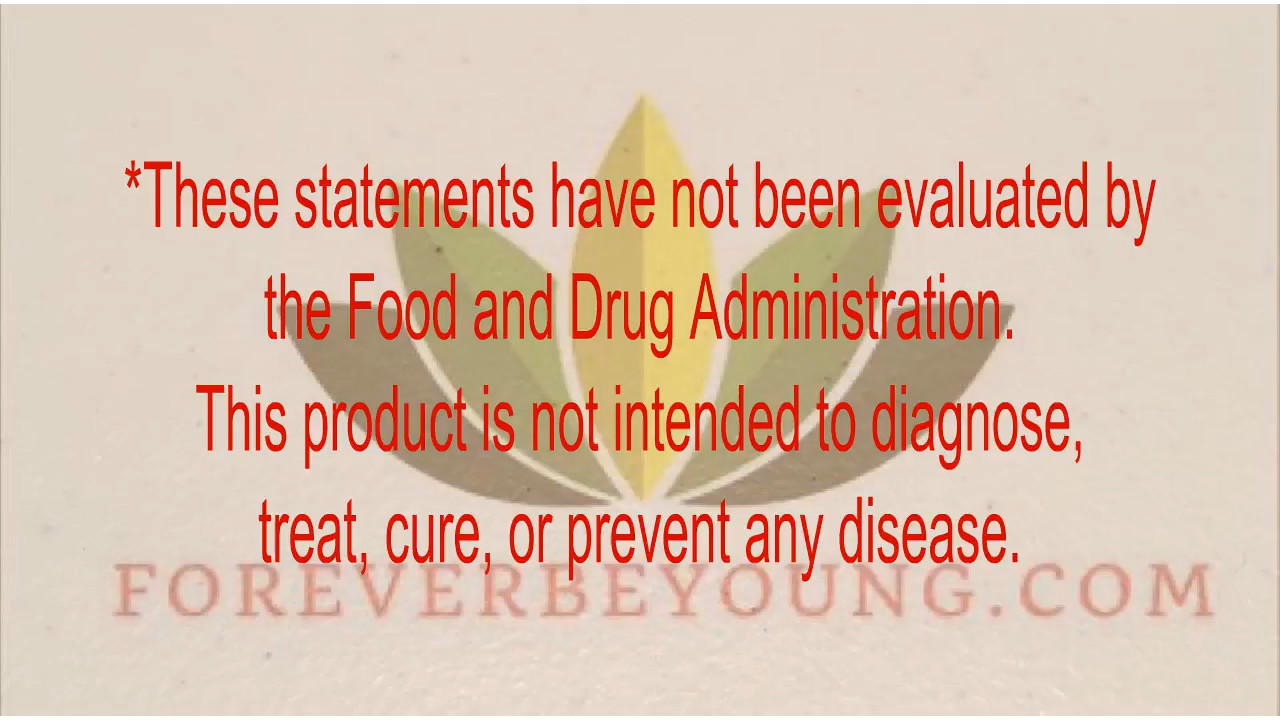 *These statements have not been evaluated by
the Food and Drug Administration.
This product is not intended to diagnose,
treat, cure, or prevent any disease.
FOREVERBEYOUNG.COM